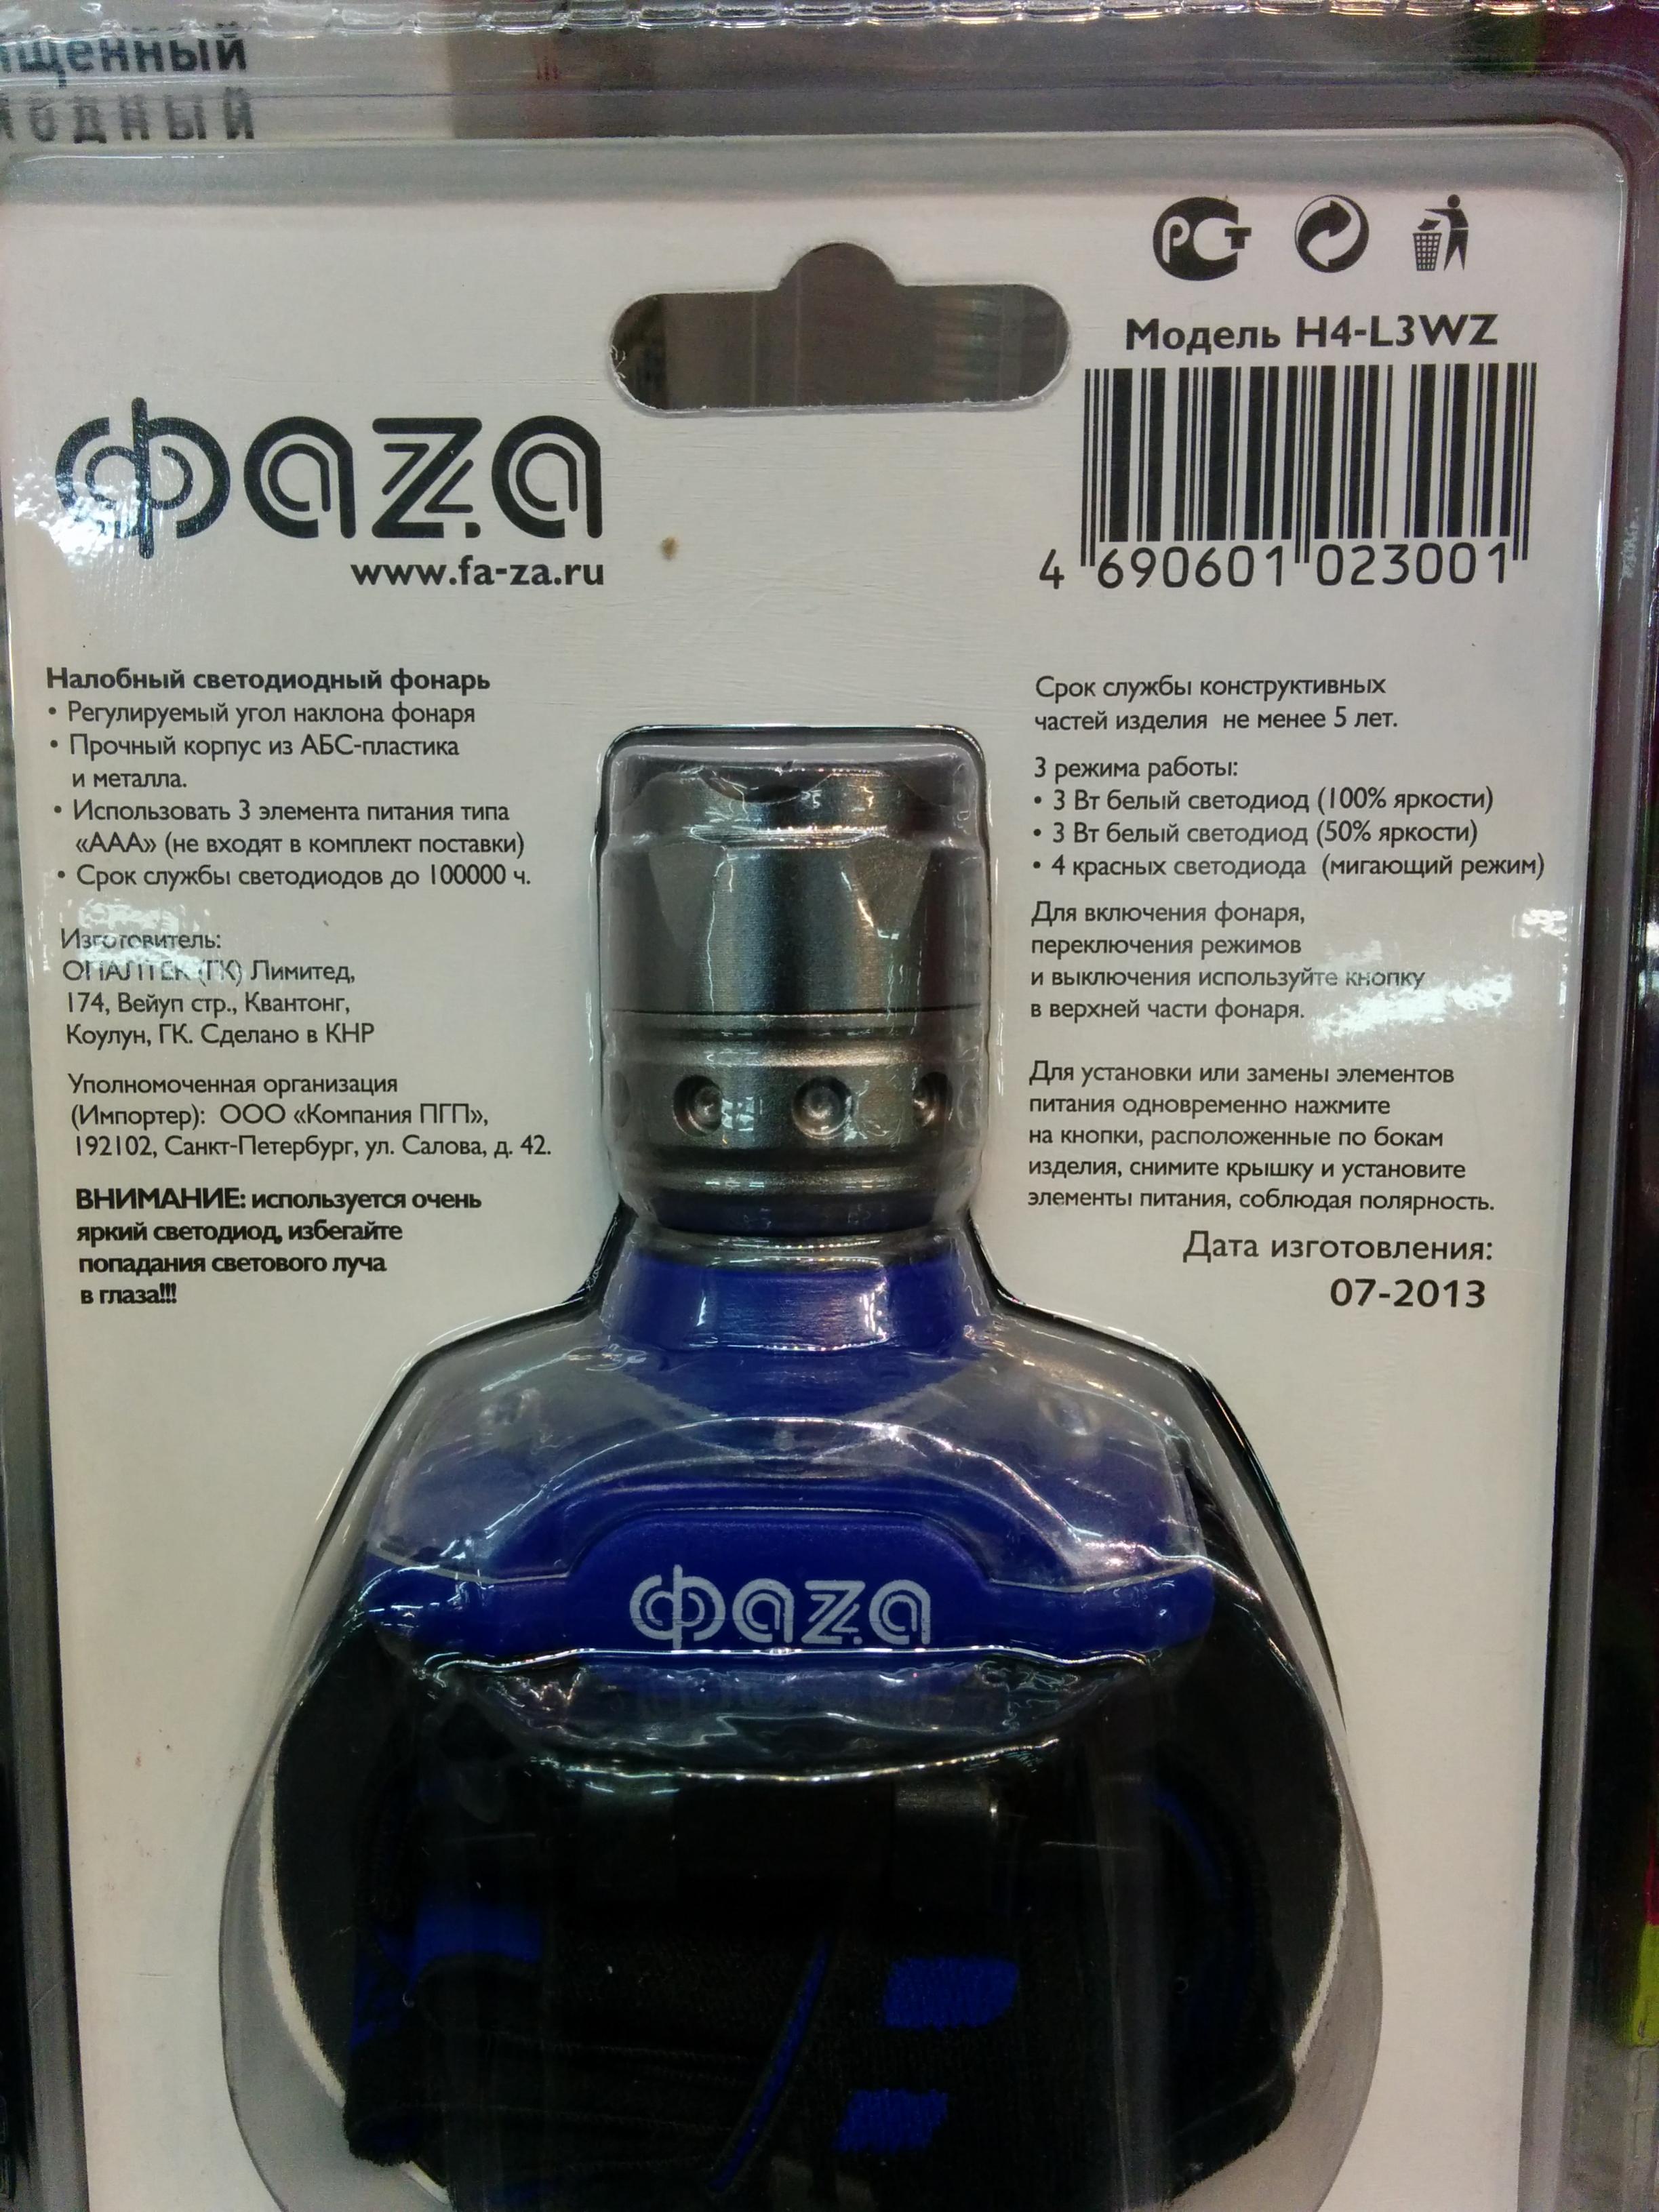 щенный
одный
РСТ
Модель H4-L3WZ
4 690601 023001
фаzа
www.fa-za.ru
Налобный светодиодный фонарь
• Регулируемый угол наклона фонаря
• Прочный корпус из АБС-пластика
и металла.
• Использовать 3 элемента питания типа
«ААА» (не входят в комплект поставки)
• Срок службы светодиодов до 100000 ч.
Изготовитель:
ОПАЛТЕК (ГК) Лимитед,
174, Вейуп стр., Квантонг,
Коулун, ГК. Сделано в КНР
Уполномоченная организация
(Импортер): ООО «Компания ПГП»,
192102, Санкт-Петербург, ул. Салова, д. 42.
ВНИМАНИЕ: используется очень
яркий светодиод, избегайте
попадания светового луча
в глаза!!!
Срок службы конструктивных
частей изделия не менее 5 лет.
3 режима работы:
• 3 Вт белый светодиод (100% яркости)
• 3 Вт белый светодиод (50% яркости)
• 4 красных светодиода (мигающий режим)
Для включения фонаря,
переключения режимов
и выключения используйте кнопку
в верхней части фонаря.
Для установки или замены элементов
питания одновременно нажмите
на кнопки, расположенные по бокам
изделия, снимите крышку и установите
элементы питания, соблюдая полярность.
Дата изготовления:
07-2013
фаzа